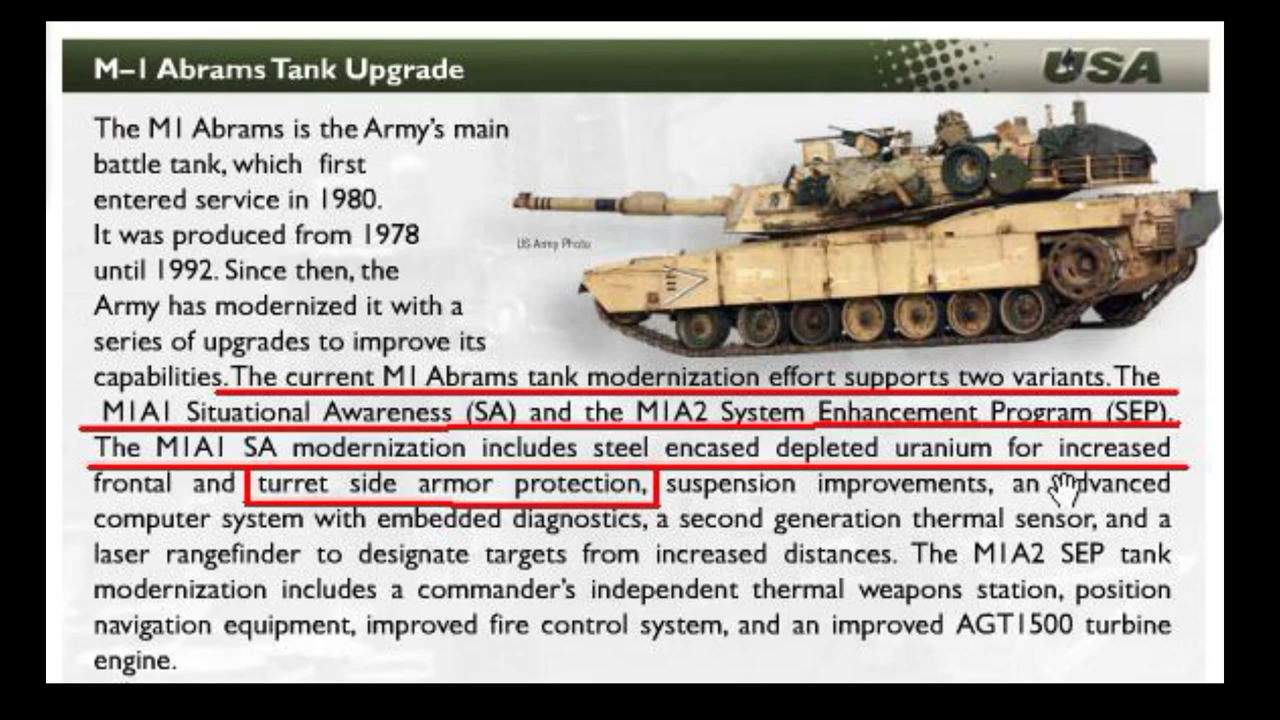 M–1 Abrams Tank Upgrade
USA
The M1 Abrams is the Army's main
battle tank, which first
entered service in 1980.
It was produced from 1978
until 1992. Since then, the
Army has modernized it with a
series of upgrades to improve its
capabilities. The current M1 Abrams tank modernization effort supports two variants. The
M1A1 Situational Awareness (SA) and the M1A2 System Enhancement Program (SEP).
The M1A1 SA modernization includes steel encased depleted uranium for increased
frontal and turret side armor protection, suspension improvements, an advanced
computer system with embedded diagnostics, a second generation thermal sensor, and a
laser rangefinder to designate targets from increased distances. The M1A2 SEP tank
modernization includes a commander's independent thermal weapons station, position
navigation equipment, improved fire control system, and an improved AGT1500 turbine
engine.
US Army Photo